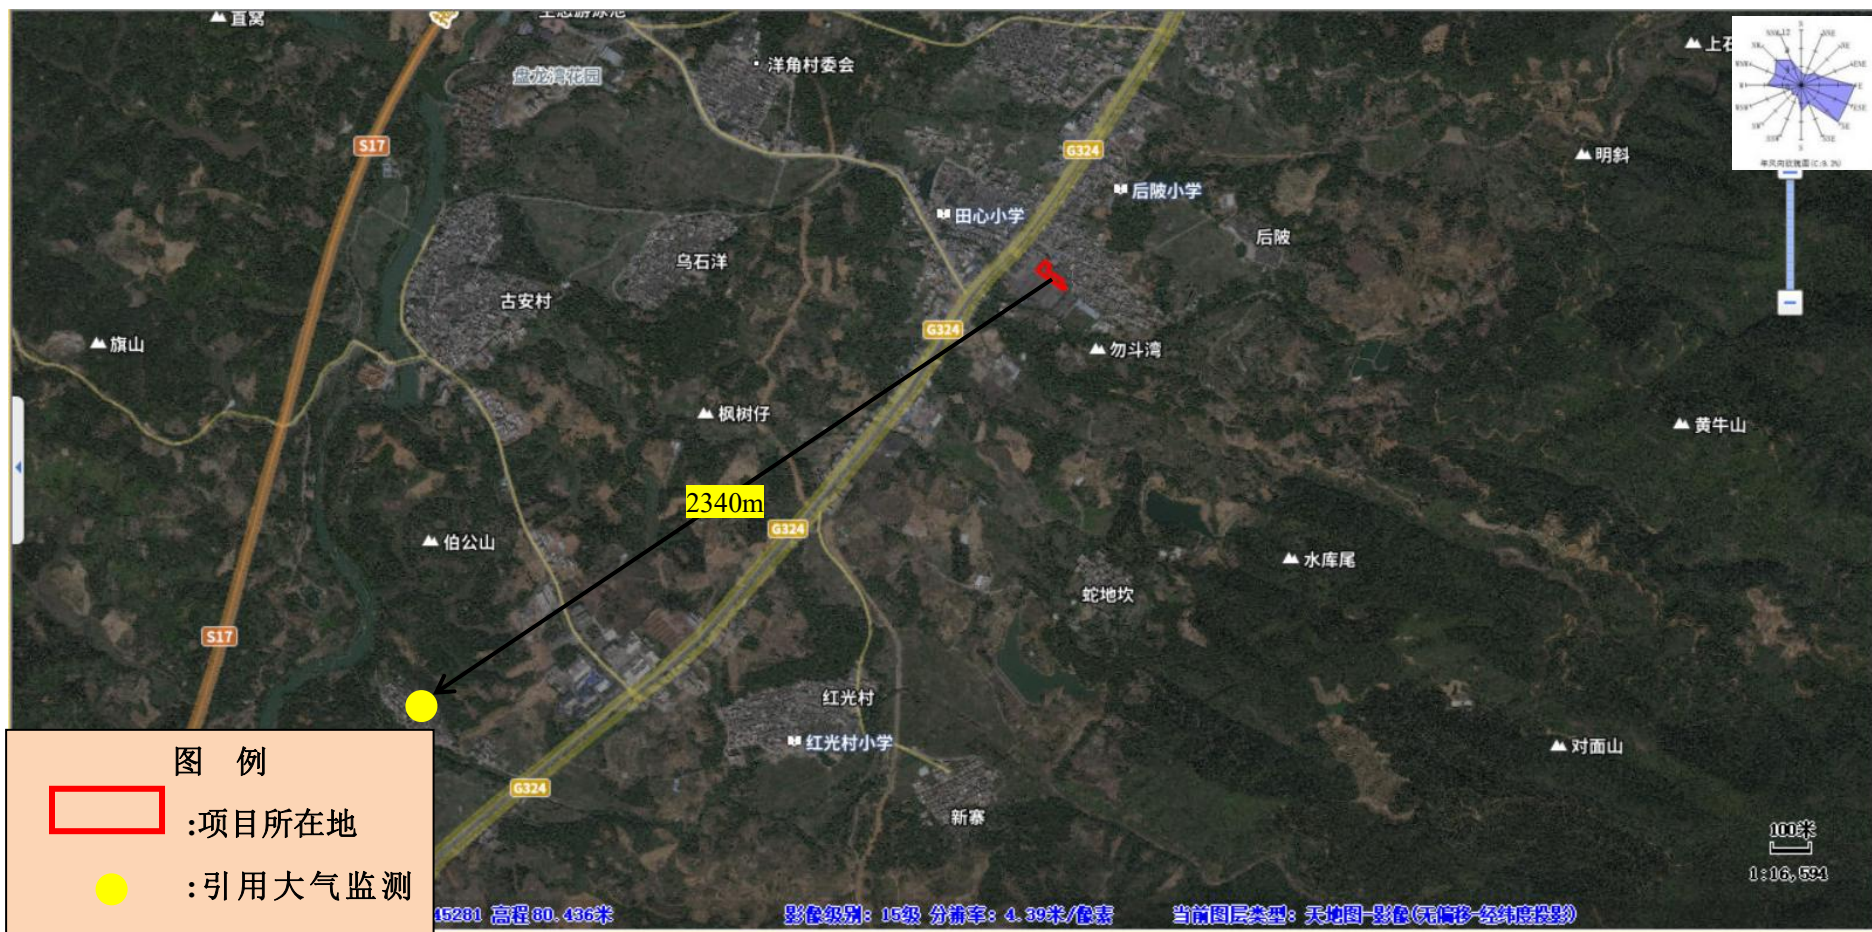 直窝
盘龙湾花园
洋角村委会
上石
S17
G324
明斜
后陂小学
田心小学
后陂
乌石洋
古安村
G324
旗山
勿斗湾
枫树仔
黄牛山
2340m
G324
伯公山
水库尾
蛇地坎
S17
红光村
红光村小学
对面山
G324
新寨
100米
1:16,594
图 例
:项目所在地
:引用大气监测
45281 高程80.436米
影像级别: 15级 分辨率: 4.39米/像素
当前图层类型: 天地图-影像(无偏移-经纬度投影)